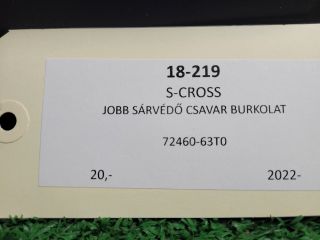 18-219
S-CROSS
JOBB SÁRVÉDŐ CSAVAR BURKOLAT
72460-63T0
20,- 2022-